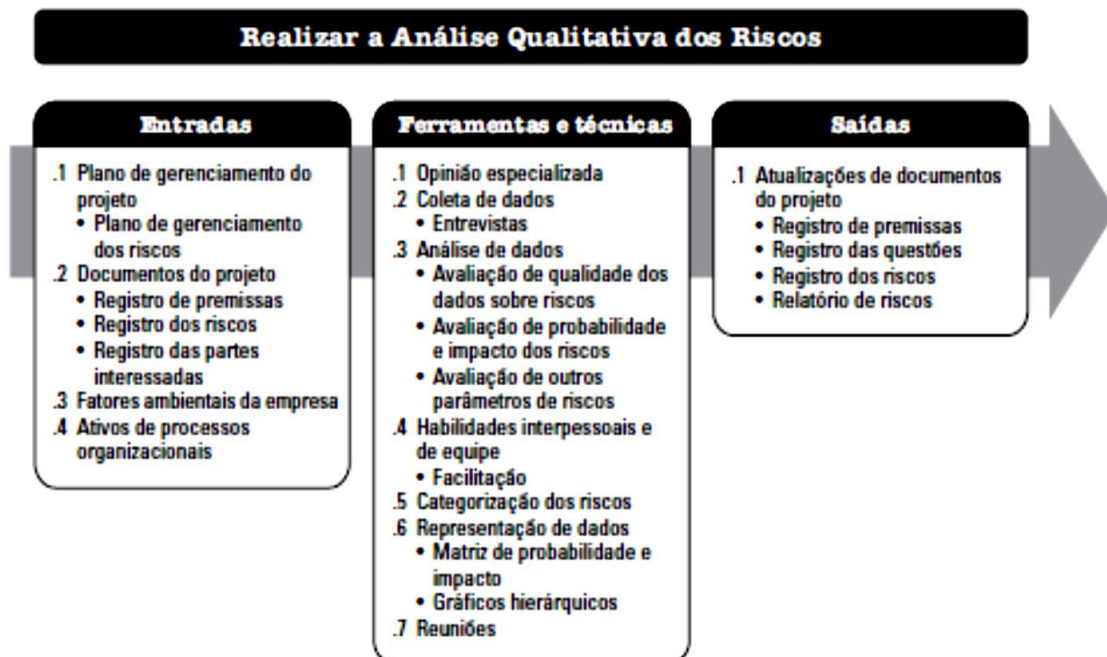 Realizar a Análise Qualitativa dos Riscos
Entradas
.1 Plano de gerenciamento do
projeto
• Plano de gerenciamento
dos riscos
.2 Documentos do projeto
• Registro de premissas
• Registro dos riscos
• Registro das partes
interessadas
.3 Fatores ambientais da empresa
.4 Ativos de processos
organizacionais
Ferramentas e técnicas
.1 Opinião especializada
.2 Coleta de dados
• Entrevistas
.3 Análise de dados
• Avaliação de qualidade dos
dados sobre riscos
• Avaliação de probabilidade
e impacto dos riscos
• Avaliação de outros
parâmetros de riscos
.4 Habilidades interpessoais e
de equipe
• Facilitação
.5 Categorização dos riscos
.6 Representação de dados
• Matriz de probabilidade e
impacto
• Gráficos hierárquicos
.7 Reuniões
Saídas
.1 Atualizações de documentos
do projeto
• Registro de premissas
• Registro das questões
• Registro dos riscos
• Relatório de riscos